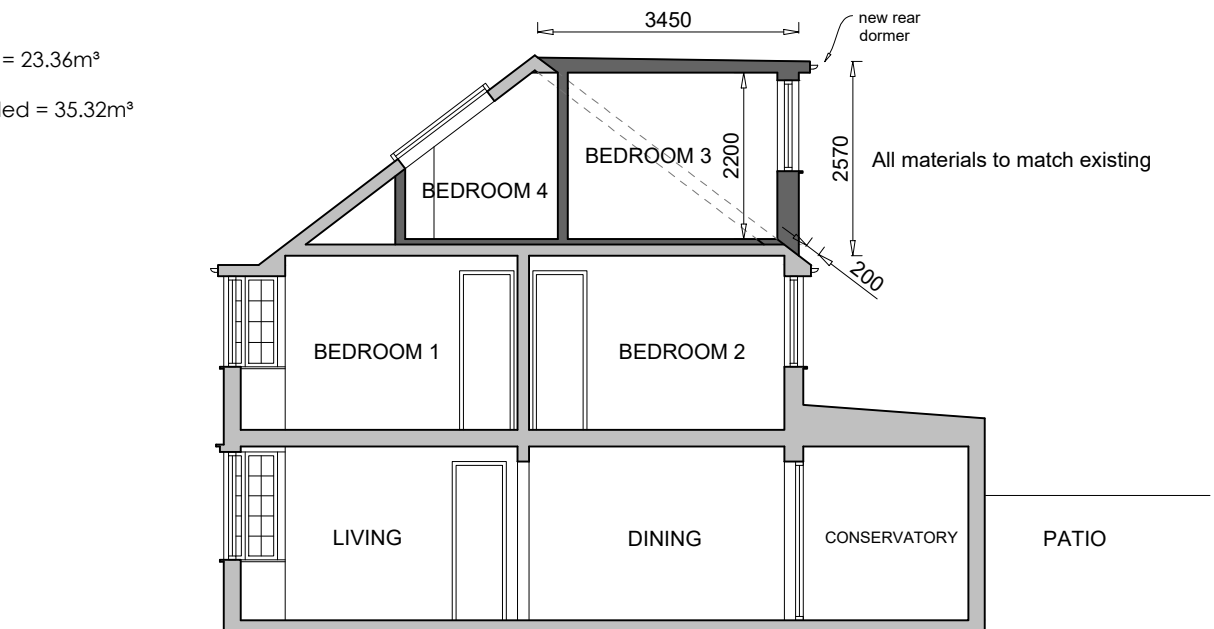 = 23.36m³
= 35.32m³
3450
new rear
dormer
BEDROOM 3
2200
2570
All materials to match existing
BEDROOM 4
200
BEDROOM 1
BEDROOM 2
LIVING
DINING
CONSERVATORY
PATIO